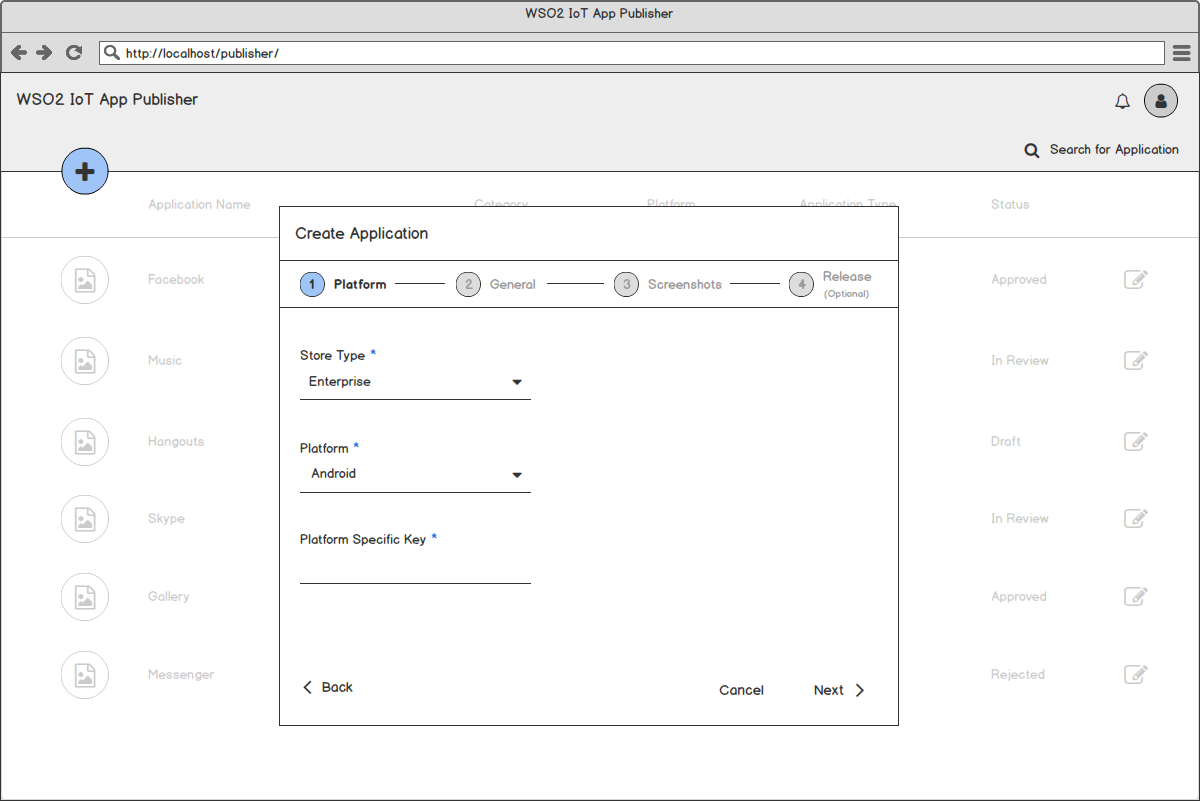 WSO2 IoT App Publisher
http://localhost/publisher/
WSO2 IoT App Publisher
Search for Application
Application Name Category Platform Application Type Status
Create Application
1 Platform 2 General 3 Screenshots 4 Release
(Optional)
Facebook Approved
Store Type *
Music In Review
Enterprise
Hangouts Draft
Platform *
Android
Skype In Review
Platform Specific Key *
Gallery Approved
Messenger Rejected
Back
Cancel Next